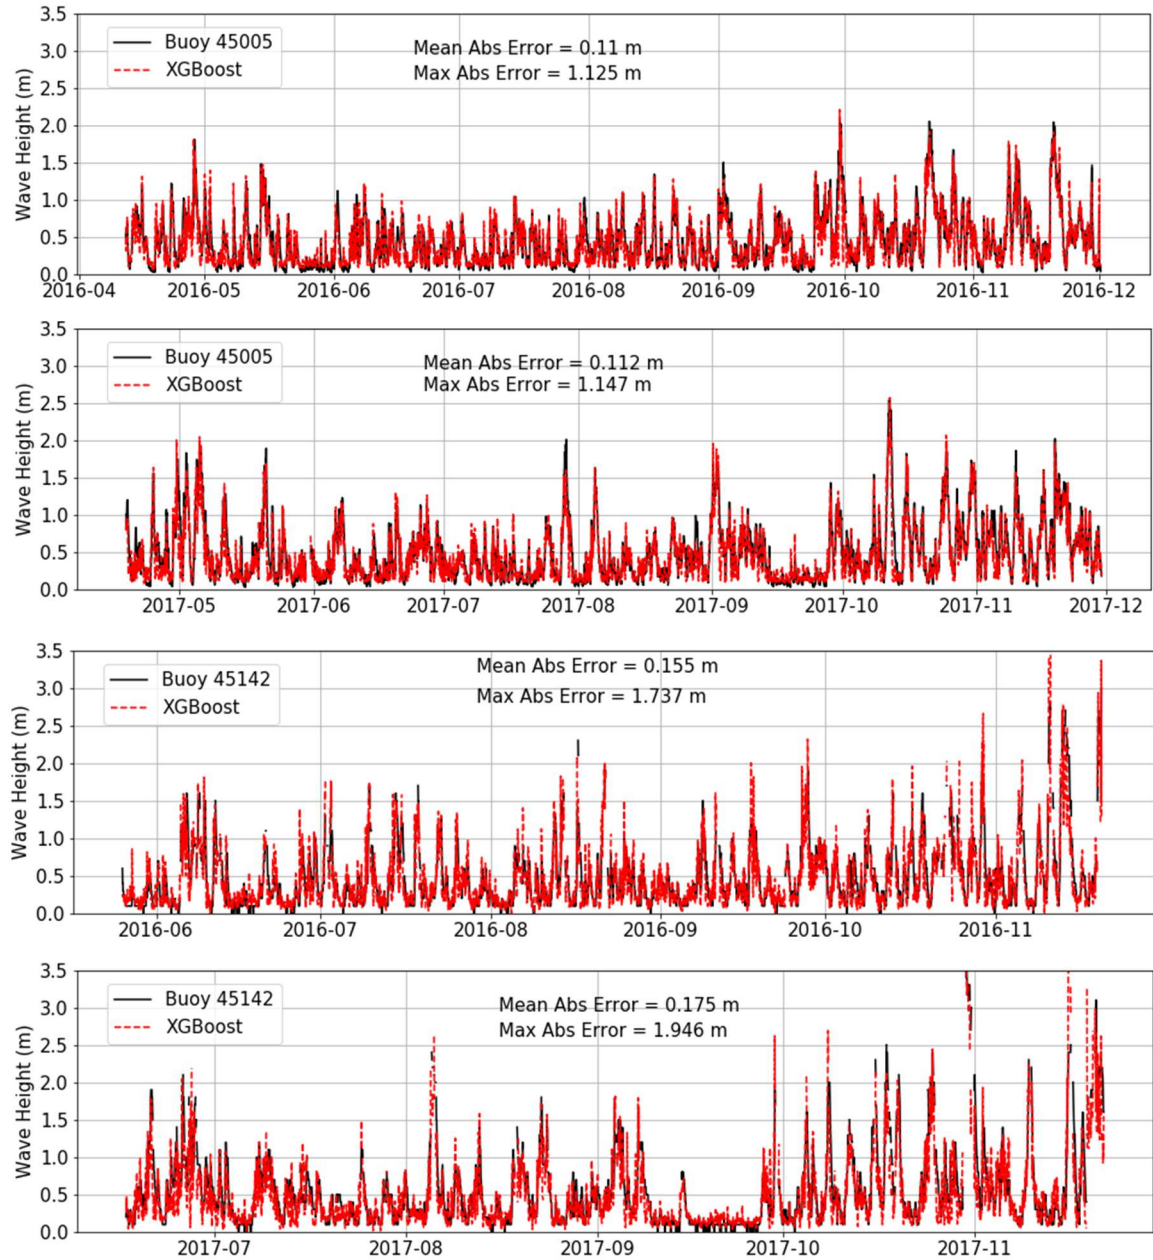 3.5
3.0
2.5
2.0
1.5
1.0
0.5
0.0
Wave Height (m)
Buoy 45005
XGBoost
Mean Abs Error = 0.11 m
Max Abs Error = 1.125 m
2016-04 2016-05 2016-06 2016-07 2016-08 2016-09 2016-10 2016-11 2016-12
3.5
3.0
2.5
2.0
1.5
1.0
0.5
0.0
Wave Height (m)
Buoy 45005
XGBoost
Mean Abs Error = 0.112 m
Max Abs Error = 1.147 m
2017-05 2017-06 2017-07 2017-08 2017-09 2017-10 2017-11 2017-12
3.5
3.0
2.5
2.0
1.5
1.0
0.5
0.0
Wave Height (m)
Buoy 45142
XGBoost
Mean Abs Error = 0.155 m
Max Abs Error = 1.737 m
2016-06 2016-07 2016-08 2016-09 2016-10 2016-11
3.5
3.0
2.5
2.0
1.5
1.0
0.5
0.0
Wave Height (m)
Buoy 45142
XGBoost
Mean Abs Error = 0.175 m
Max Abs Error = 1.946 m
2017-07 2017-08 2017-09 2017-10 2017-11